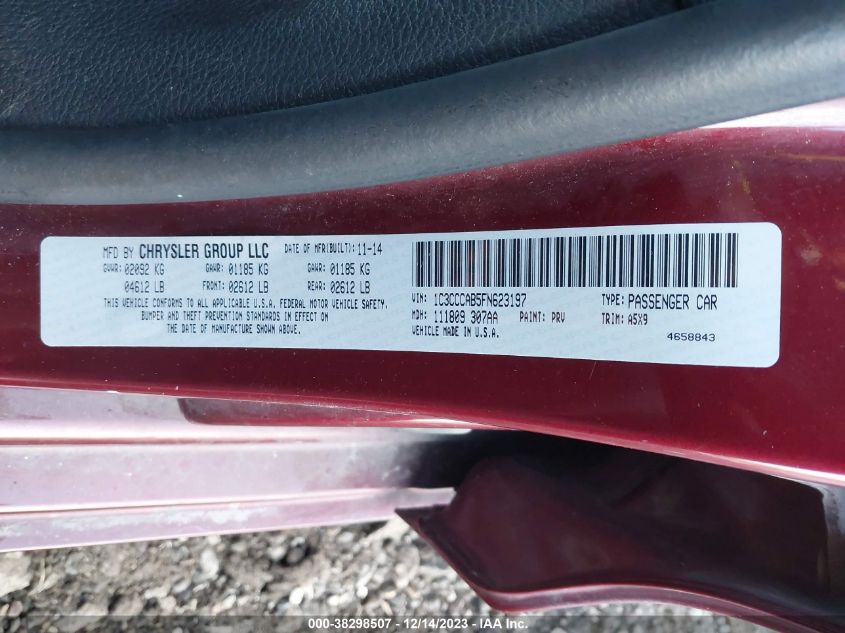 MFD BY CHRYSLER GROUP LLC DATE OF MFR(BUILT): 11-14
GVWR: 02092 KG GAWR: 01185 KG GAWR: 01185 KG
04612 LB FRONT: 02612 LB REAR: 02612 LB
THIS VEHICLE CONFORMS TO ALL APPLICABLE U.S.A. FEDERAL MOTOR VEHICLE SAFETY,
BUMPER AND THEFT PREVENTION STANDARDS IN EFFECT ON
THE DATE OF MANUFACTURE SHOWN ABOVE.
VIN: 1C3CCCAB5FN623197 TYPE: PASSENGER CAR
MDH: 111809 307AA PAINT: PRV TRIM: A5X9
VEHICLE MADE IN U.S.A. 4658843
000-38298507 - 12/14/2023 - IAA Inc.